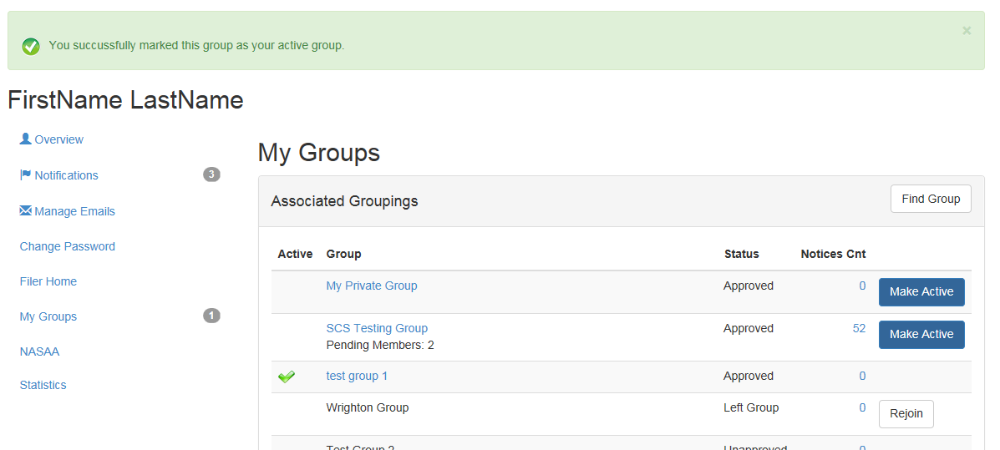 You succussfully marked this group as your active group.
×
FirstName LastName
Overview
Notifications 3
Manage Emails
Change Password
Filer Home
My Groups 1
NASAA
Statistics
My Groups
Associated Groupings Find Group
Active Group Status Notices Cnt
My Private Group Approved 0 Make Active
SCS Testing Group Approved 52 Make Active
Pending Members: 2
test group 1 Approved 0
Wrighton Group Left Group 0 Rejoin
Test Group 2 Unapproved 0